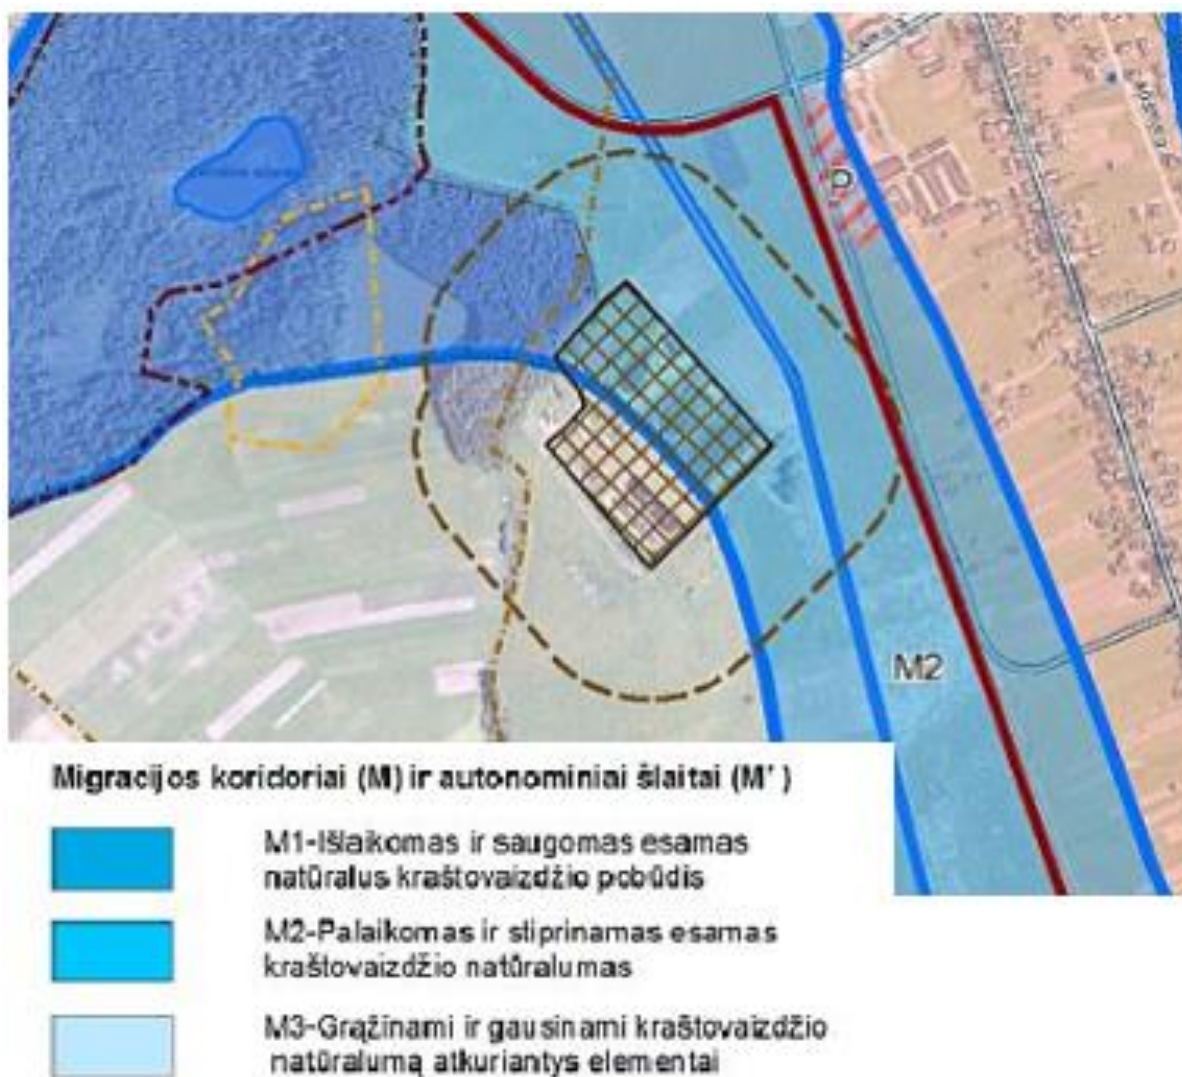 M2
Migracijos koridoriai (M) ir autonominiai šlaitai (M' )
M1-Išlaikomas ir saugomas esamas
natūralus kraštovaizdžio pobūdis
M2-Palaikomas ir stiprinamas esamas
kraštovaizdžio natūralumas
M3-Grąžinami ir gausinami kraštovaizdžio
natūralumą atkuriantys elementai